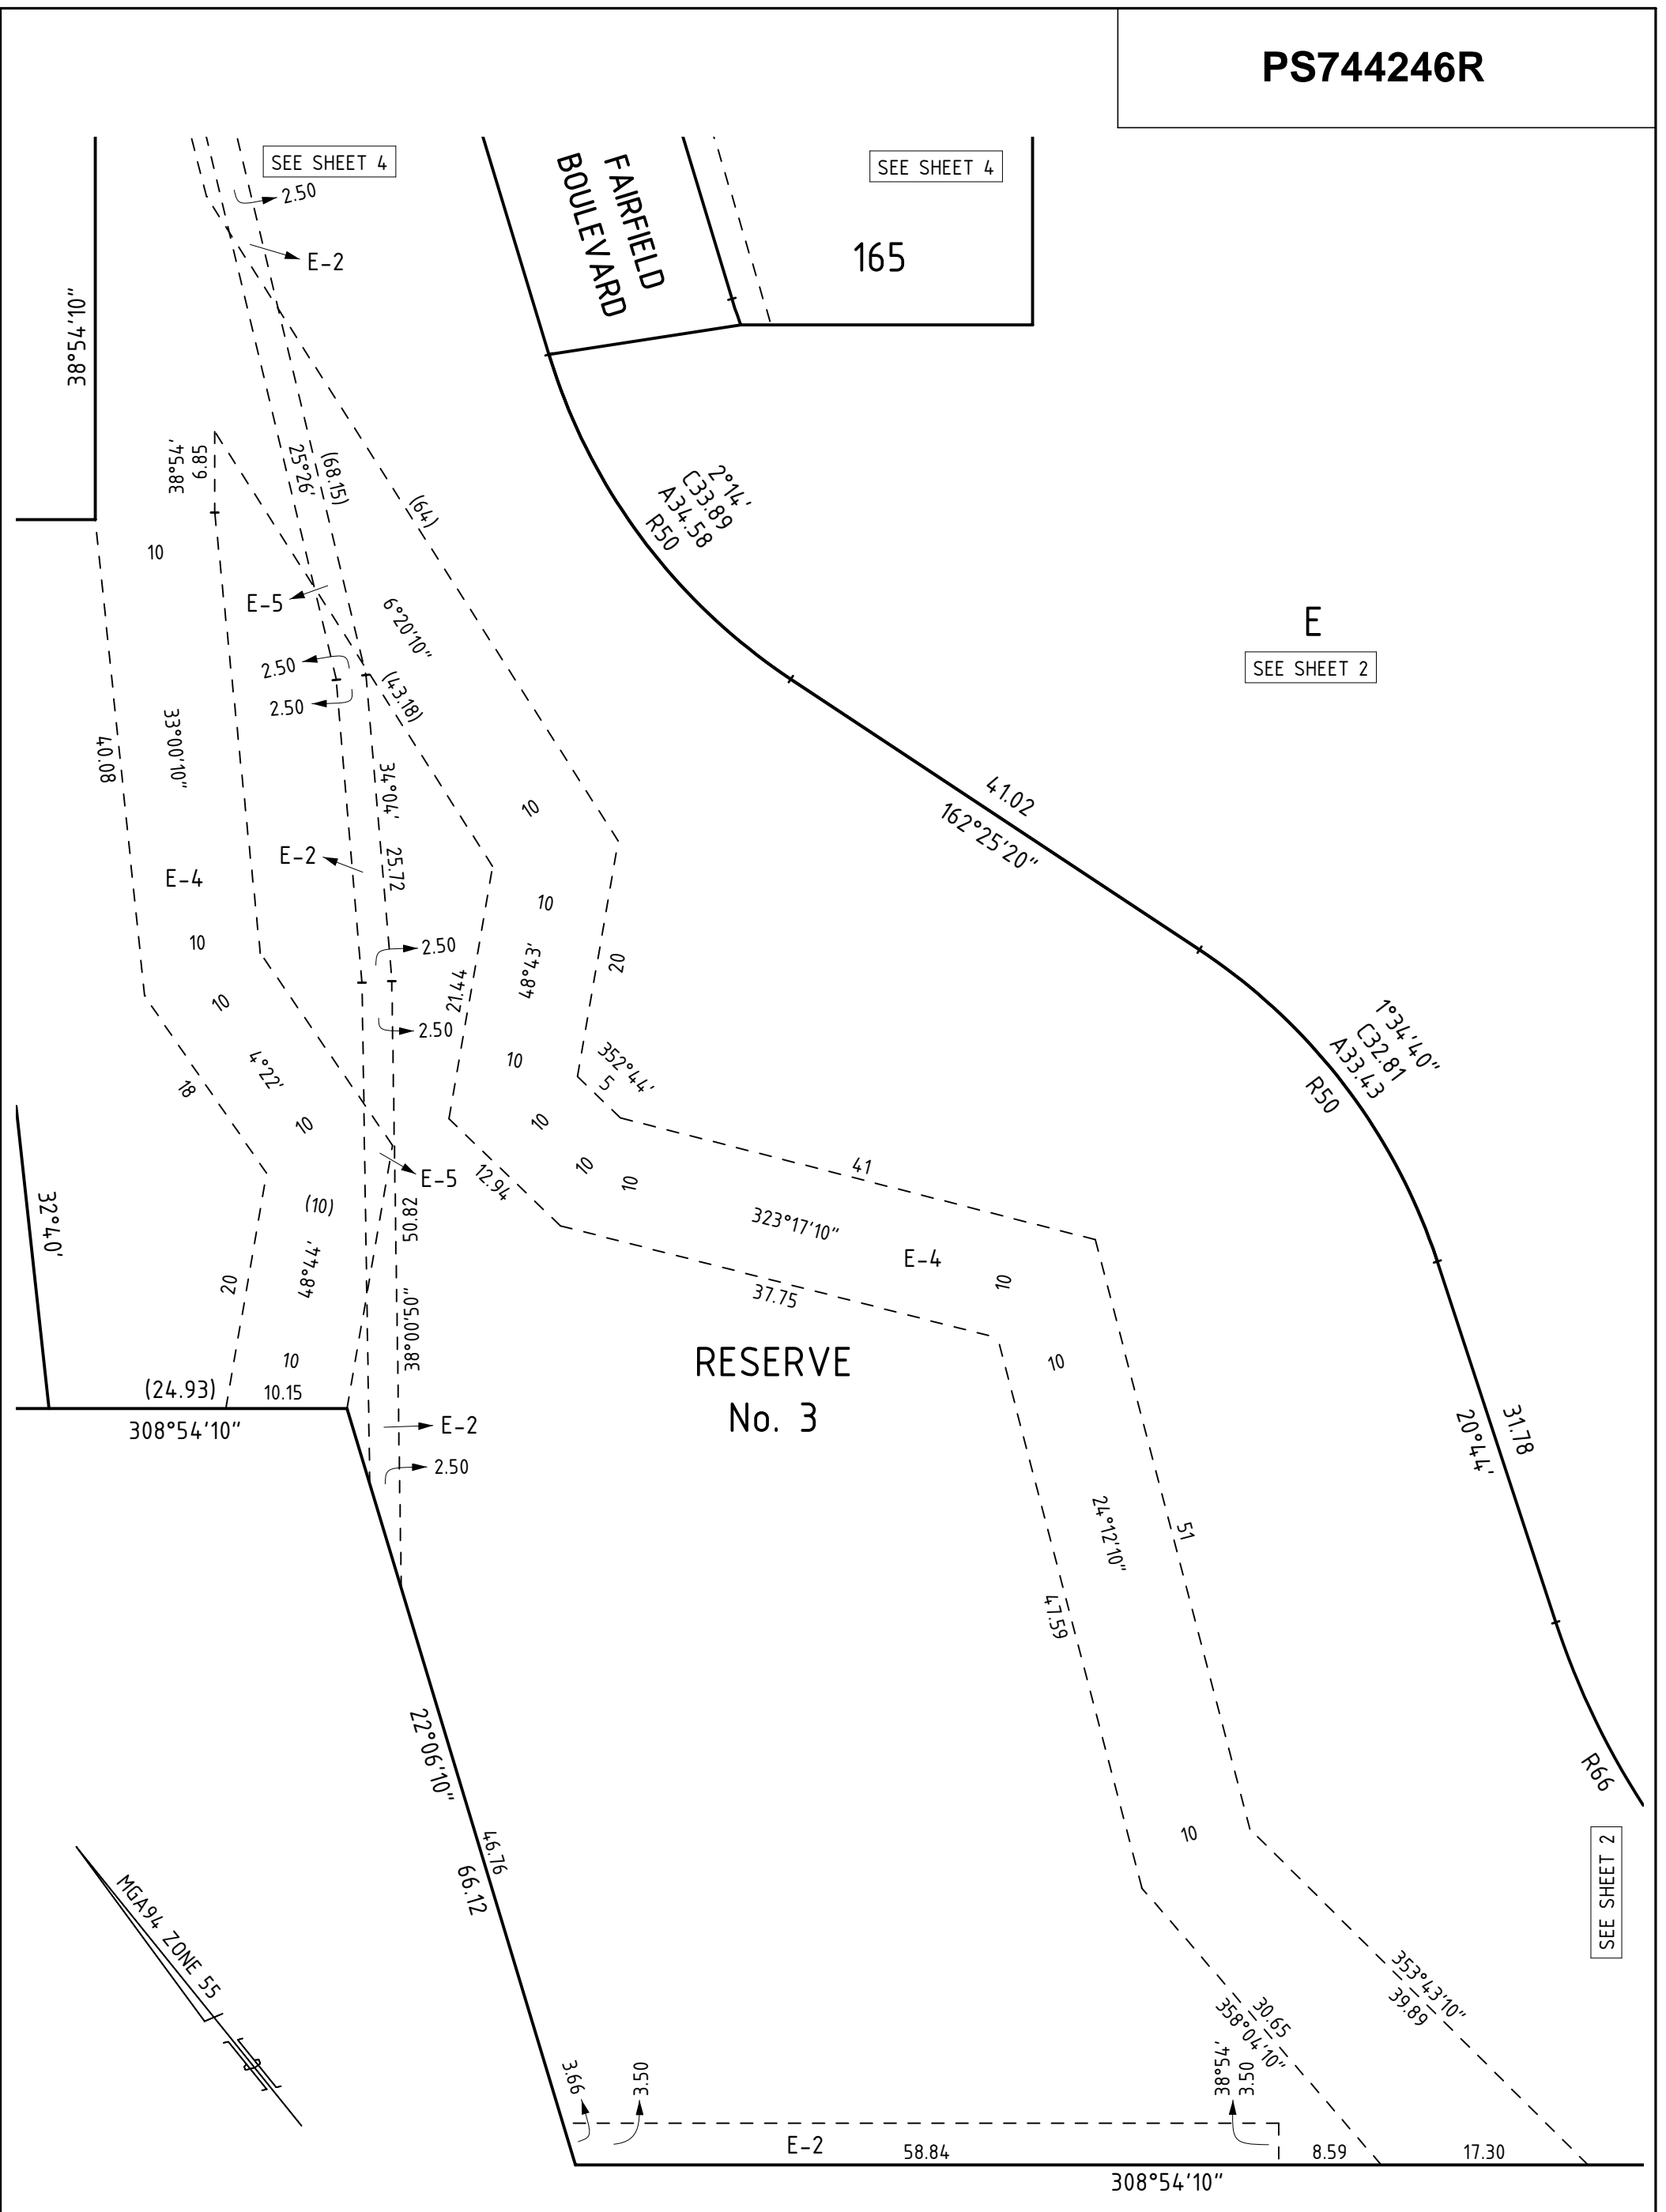 PS744246R
SEE SHEET 4
2.50
E-2
FAIRFIELD
BOULEVARD
SEE SHEET 4
165
38°54'10"
38°54'
6.85
25°26'
(68.15)
(64)
2°14'
C33.89
A34.58
R50
10
E-5
6°20'10"
E
SEE SHEET 2
2.50
2.50
(43.18)
40.08
33°00'10"
34°04'
25.72
10
41.02
162°25'20"
E-2
E-4
10
10
2.50
48°43'
20
21.44
10
2.50
10
352°44'
5
1°34'40"
C32.81
A33.43
R50
4°22'
18
10
10
10
10
41
E-5
12.94
32°40'
(10)
50.82
323°17'10"
E-4
48°44'
20
10
37.75
38°00'50"
10
10
RESERVE
No. 3
(24.93)
10.15
308°54'10"
E-2
2.50
31.78
20°44'
24°12'10"
51
47.59
22°06'10"
R66
46.76
66.12
10
SEE SHEET 2
MGA94 ZONE 55
353°43'10"
39.89
30.65
358°04'10"
3.66
3.50
38°54'
3.50
E-2
58.84
8.59
17.30
308°54'10"